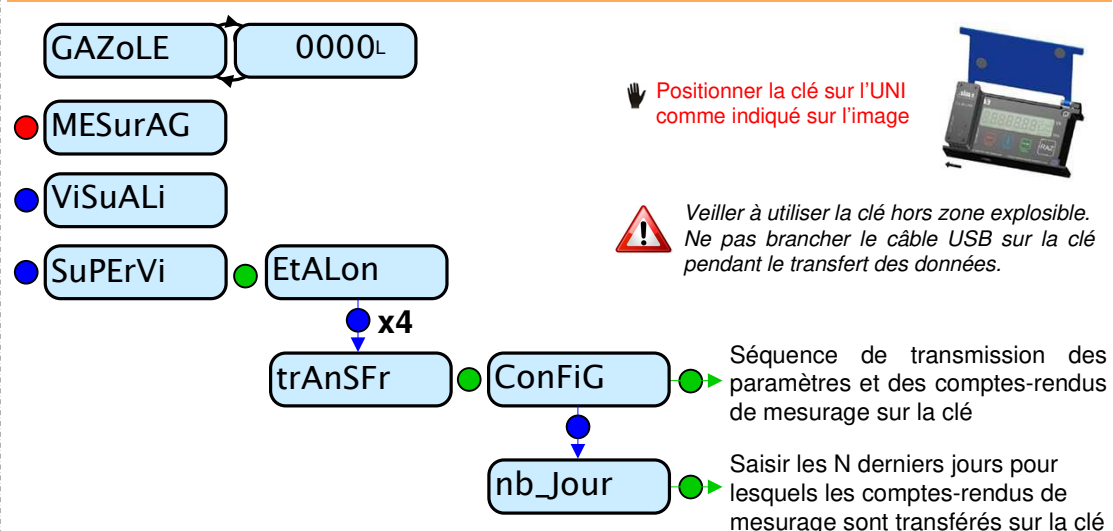 GAZoLE
0000L
Positionner la clé sur l'UNI
comme indiqué sur l'image
MESurAG
ViSuALi
Veiller à utiliser la clé hors zone explosible.
Ne pas brancher le câble USB sur la clé
pendant le transfert des données.
SuPErVi
EtALon
x4
trAnSFr
ConFiG
Séquence de transmission des
paramètres et des comptes-rendus
de mesurage sur la clé
nb_Jour
Saisir les N derniers jours pour
lesquels les comptes-rendus de
mesurage sont transférés sur la clé
RAZ